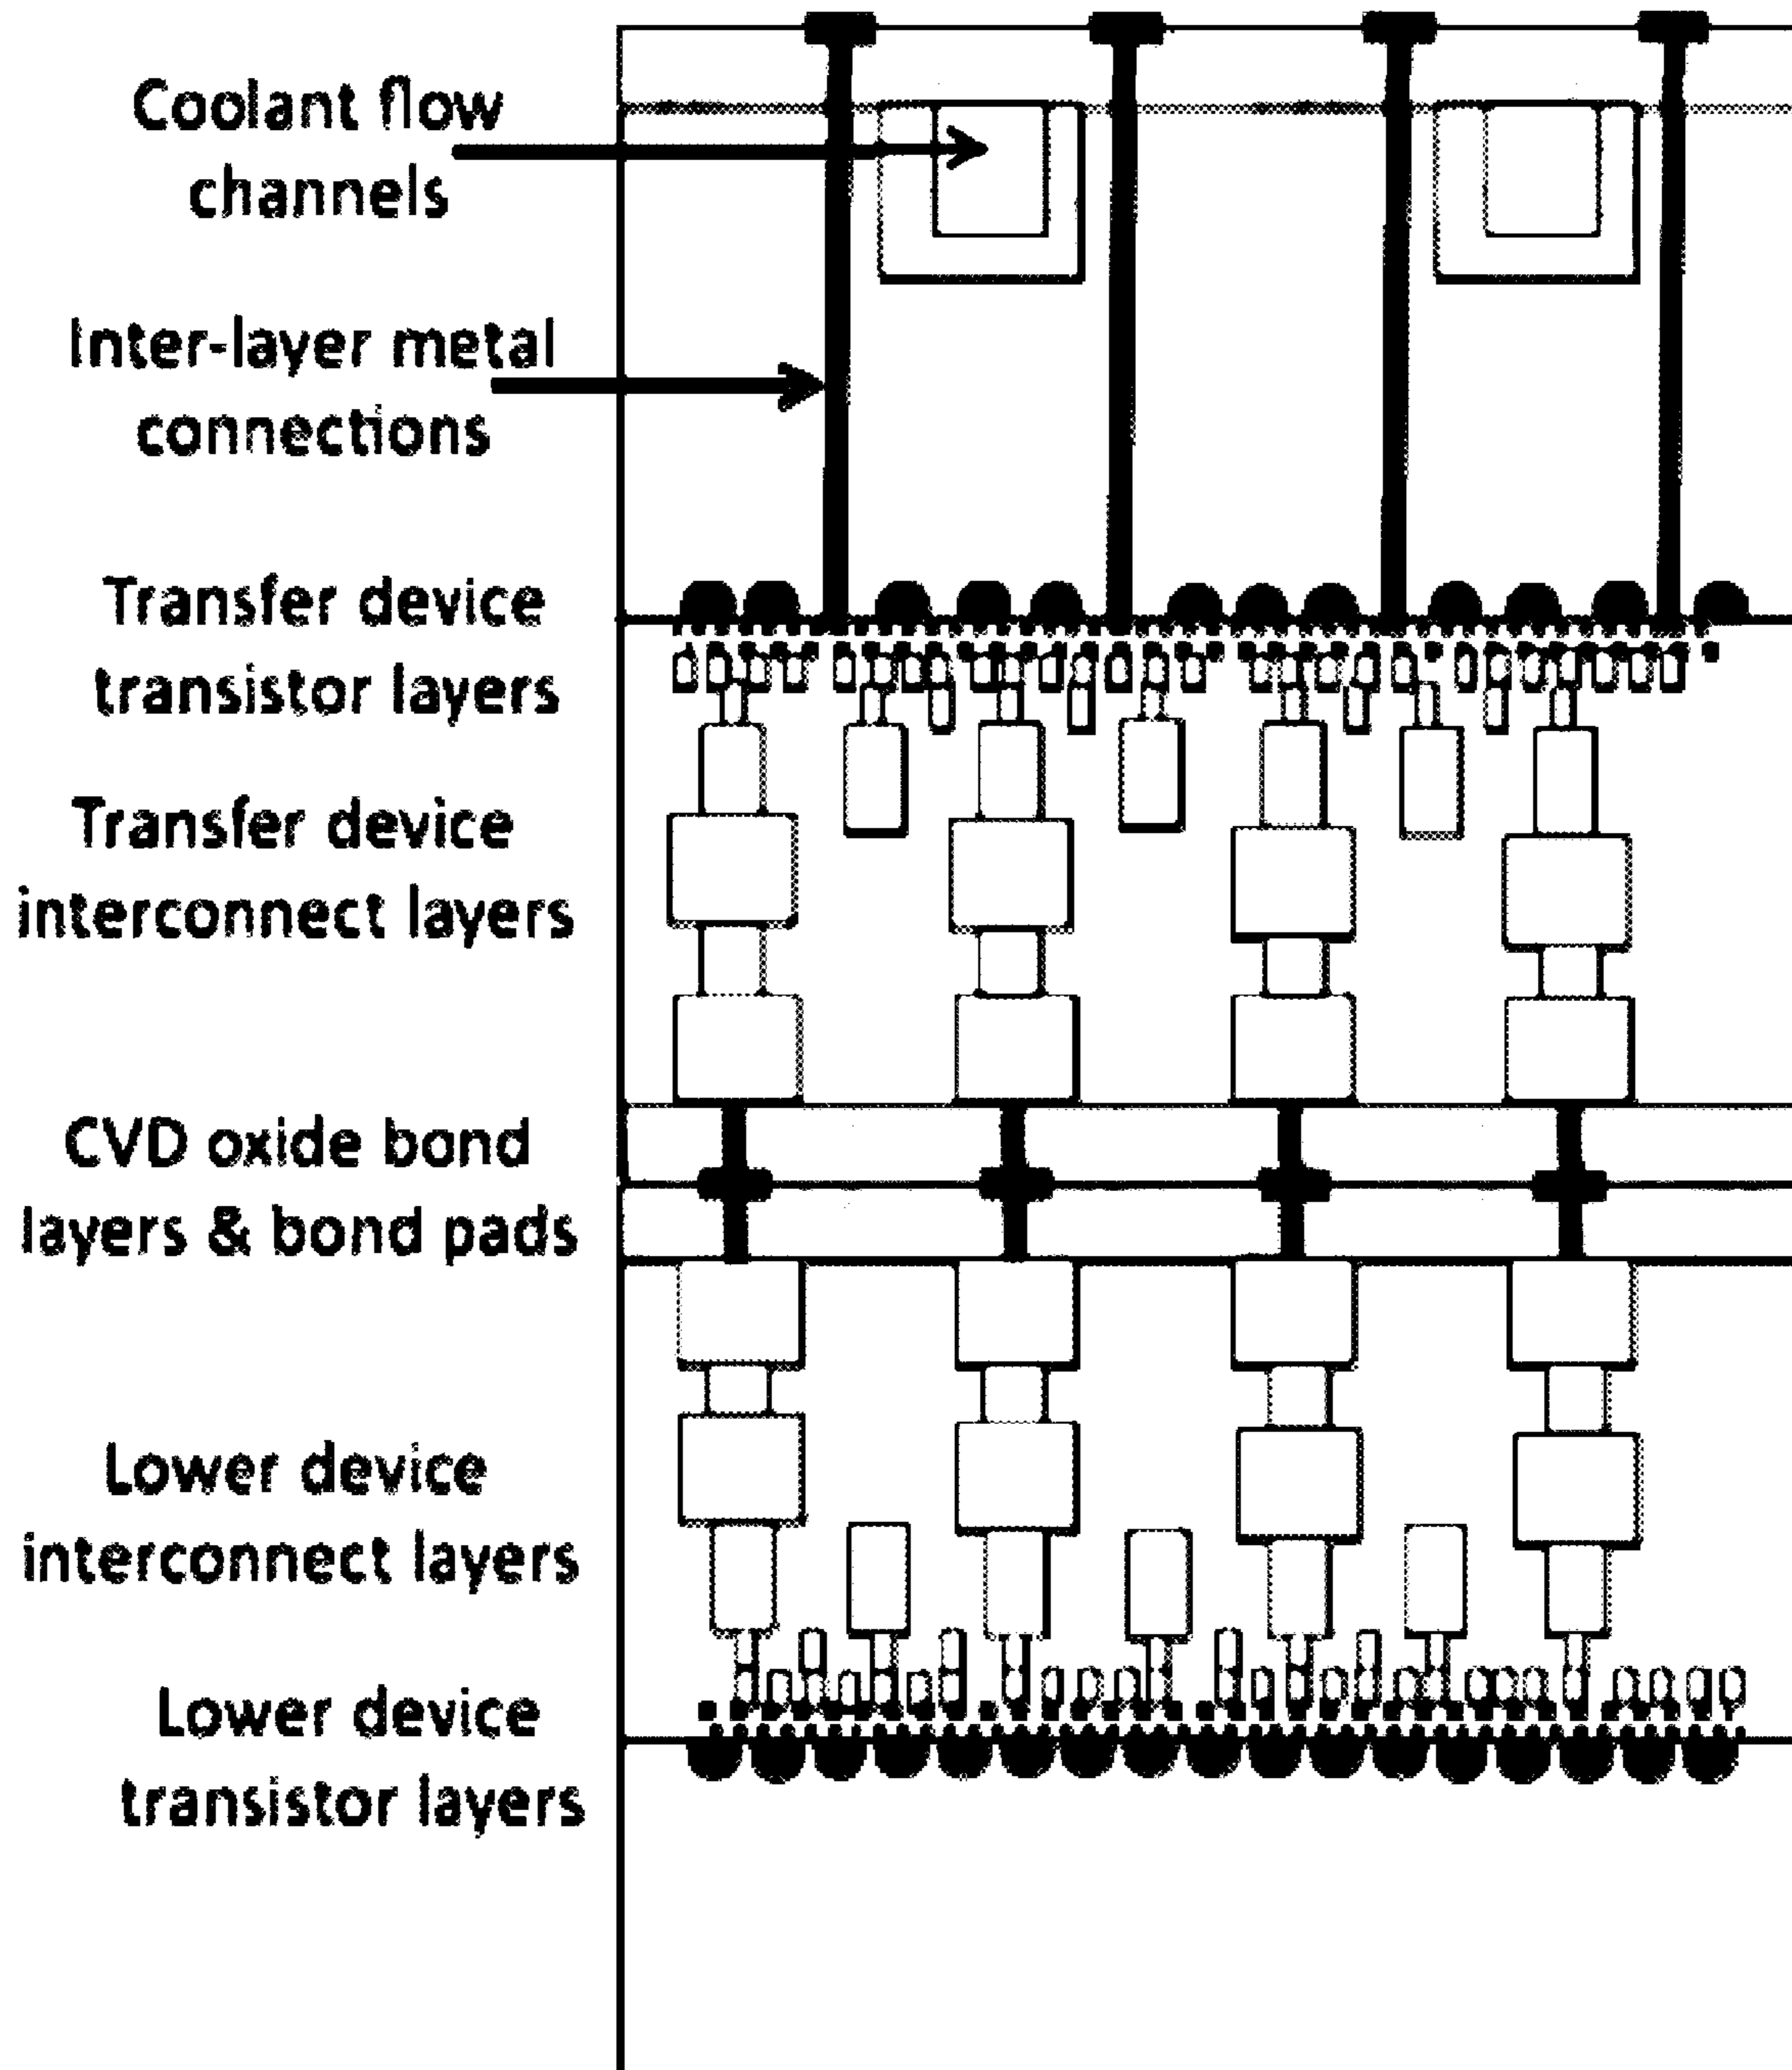 Coolant flow
channels
Inter-layer metal
connections
Transfer device
transistor layers
Transfer device
interconnect layers
CVD oxide bond
layers & bond pads
Lower device
interconnect layers
Lower device
transistor layers